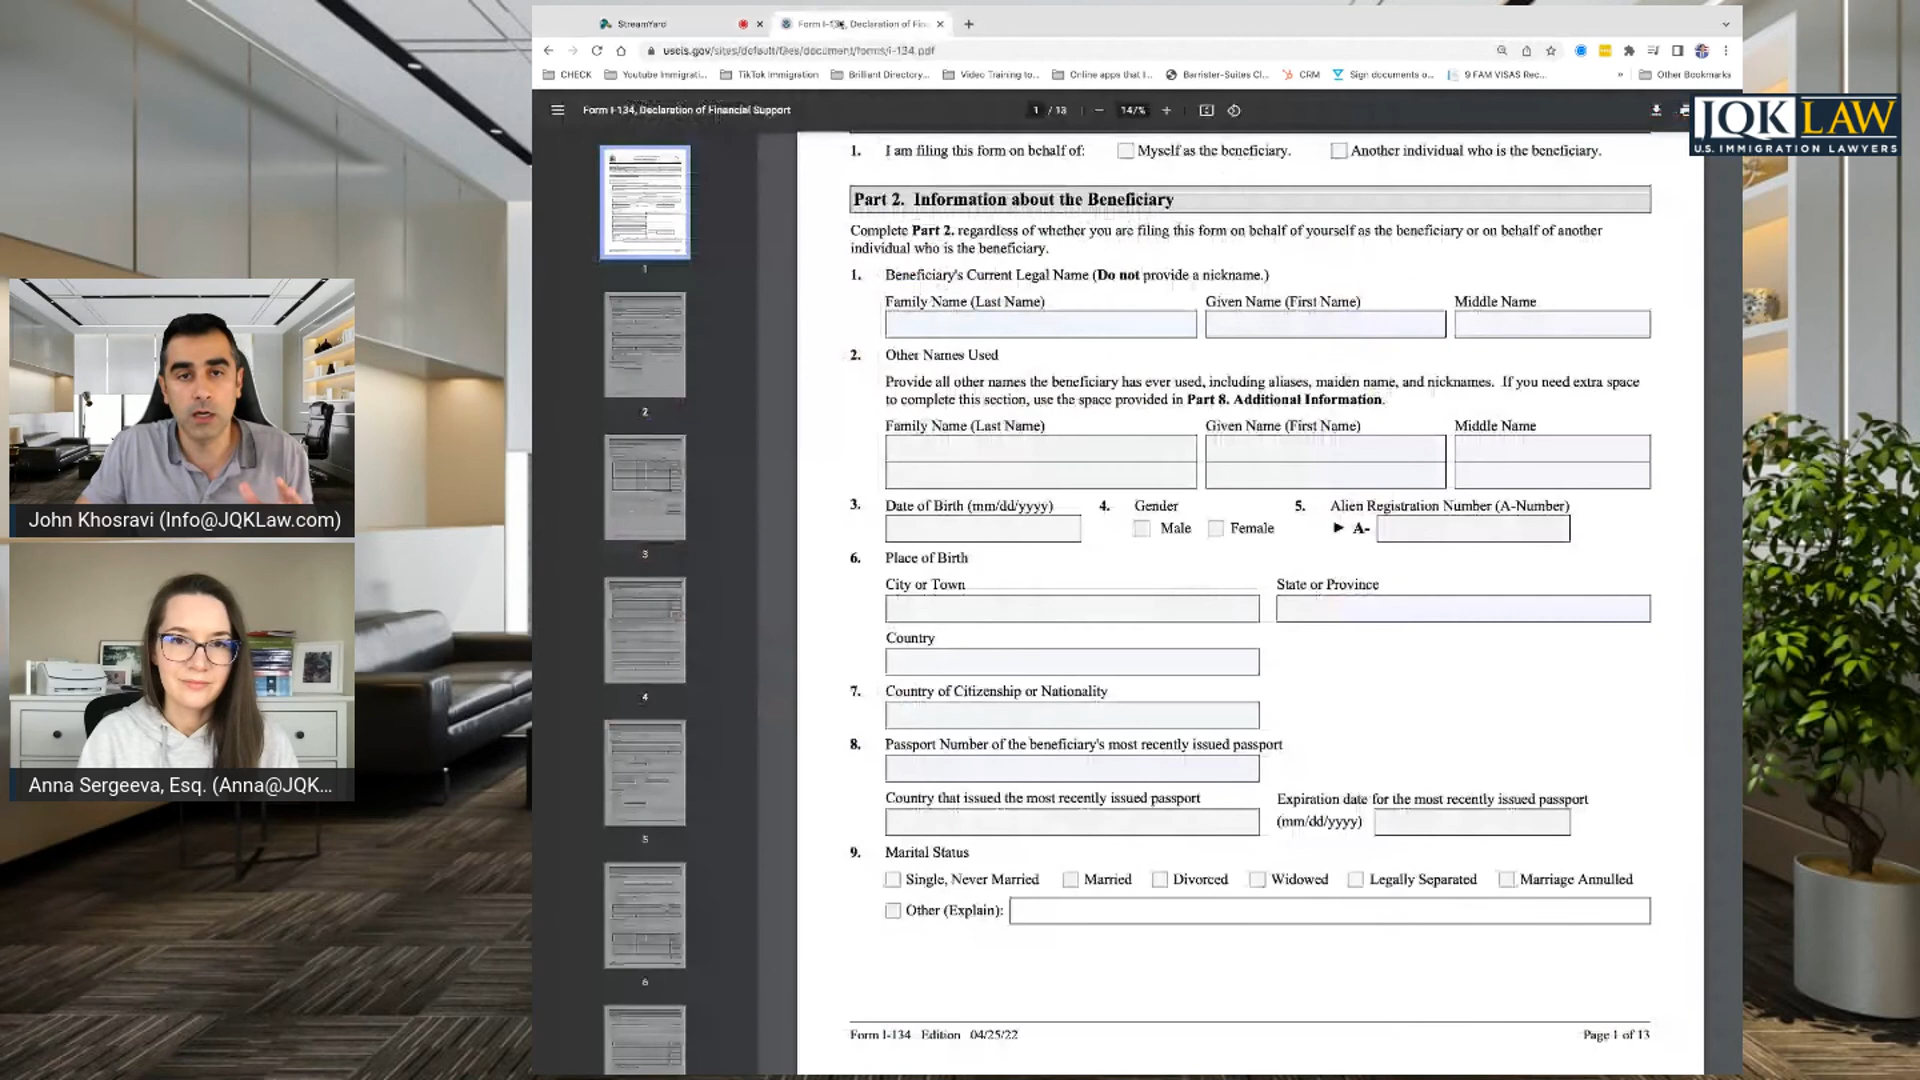 StreamYard
Form I-134, Declaration of Fin
uscis.gov/sites/default/files/document/forms/i-134.pdf
CHECK
Youtube Immigrati...
TikTok Immigration
Brilliant Directory...
Video Training to...
Online apps that I...
Barrister-Suites Cl...
CRM
Sign documents o...
9 FAM VISAS Rec...
»
Other Bookmarks
Form I-134, Declaration of Financial Support
1 / 13
147%
JQK LAW
U.S. IMMIGRATION LAWYERS
1
2
3
4
5
6
1. I am filing this form on behalf of: Myself as the beneficiary. Another individual who is the beneficiary.
Part 2. Information about the Beneficiary
Complete Part 2. regardless of whether you are filing this form on behalf of yourself as the beneficiary or on behalf of another
individual who is the beneficiary.
1. Beneficiary's Current Legal Name (Do not provide a nickname.)
Family Name (Last Name) Given Name (First Name) Middle Name
2. Other Names Used
Provide all other names the beneficiary has ever used, including aliases, maiden name, and nicknames. If you need extra space
to complete this section, use the space provided in Part 8. Additional Information.
Family Name (Last Name) Given Name (First Name) Middle Name
3. Date of Birth (mm/dd/yyyy) 4. Gender 5. Alien Registration Number (A-Number)
Male Female ► A-
6. Place of Birth
City or Town State or Province
Country
7. Country of Citizenship or Nationality
8. Passport Number of the beneficiary's most recently issued passport
Country that issued the most recently issued passport Expiration date for the most recently issued passport
(mm/dd/yyyy)
9. Marital Status
Single, Never Married Married Divorced Widowed Legally Separated Marriage Annulled
Other (Explain):
Form I-134 Edition 04/25/22 Page 1 of 13
John Khosravi (Info@JQKLaw.com)
Anna Sergeeva, Esq. (Anna@JQK...